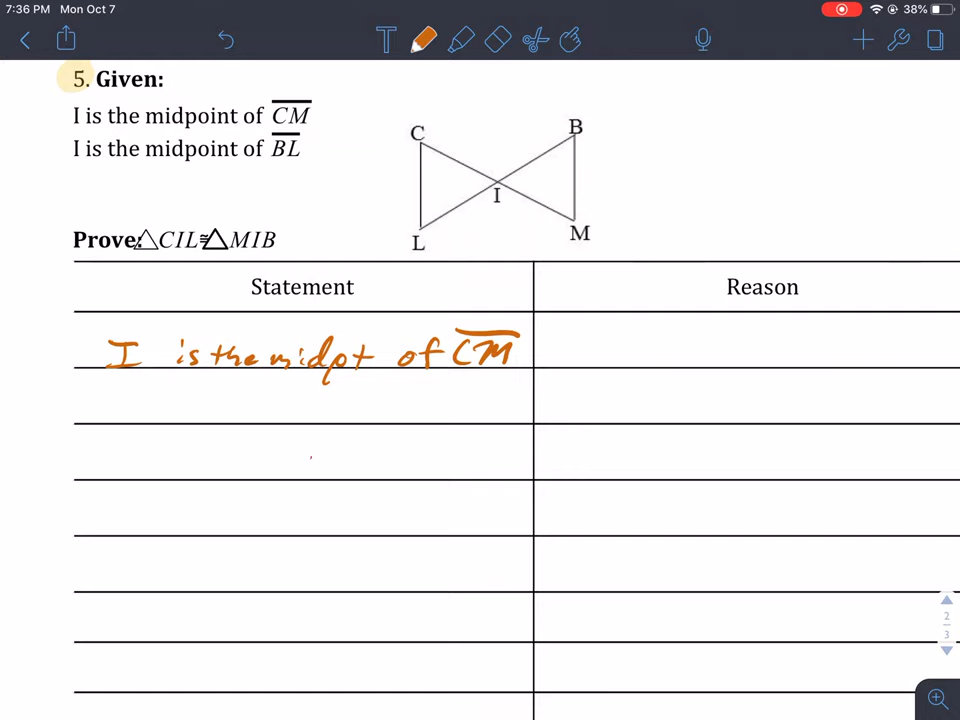 7:36 PM Mon Oct 7
38%
T
5. Given:
I is the midpoint of CM
I is the midpoint of BL
C
B
I
L
M
Prove: △CIL≅△MIB
Statement
Reason
I is the midpt of CM
2
3